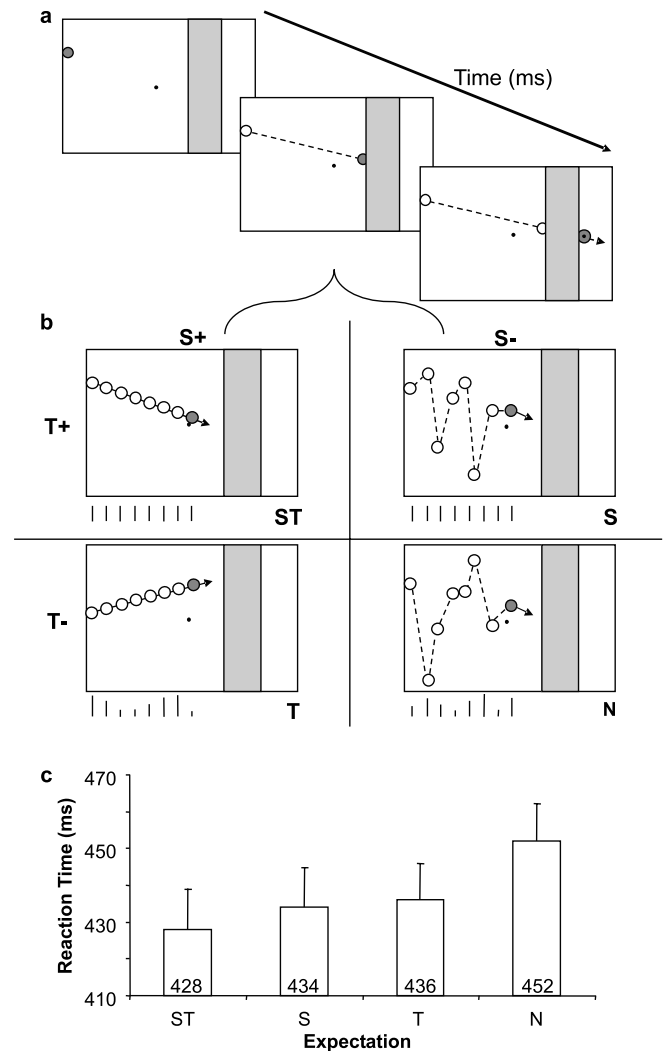 a
Time (ms)
b
S+
S-
T+
ST
S
T-
T
N
c
Reaction Time (ms)
470
450
430
410
428
434
436
452
ST
S
T
N
Expectation